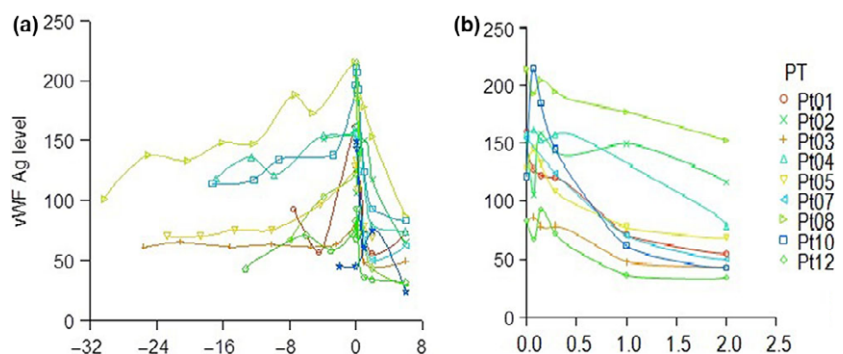 (a)
250
200
150
100
50
0
vWF Ag level
−32 −24 −16 −8 0 8
(b)
250
200
150
100
50
0
0.0 0.5 1.0 1.5 2.0 2.5
PT
Pt01
Pt02
Pt03
Pt04
Pt05
Pt07
Pt08
Pt10
Pt12